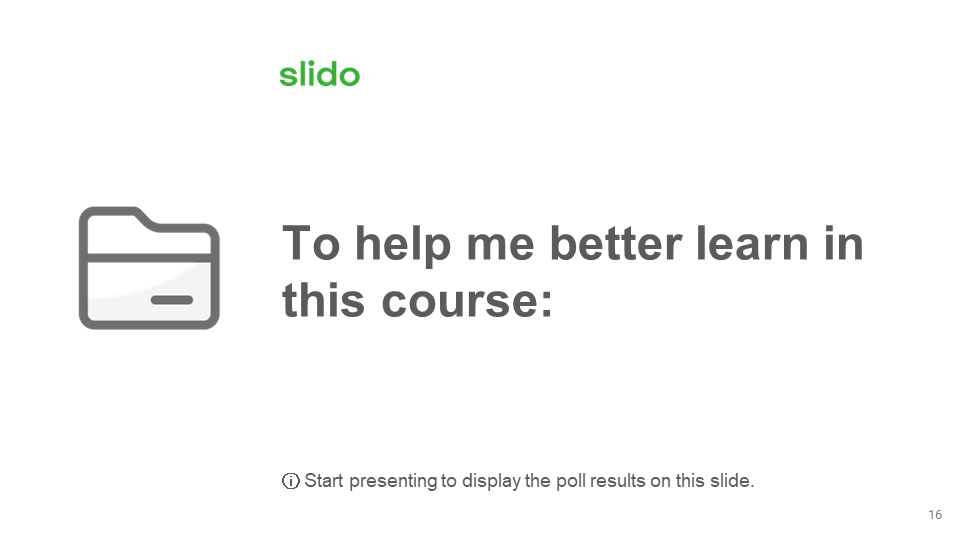 slido
To help me better learn in
this course:
ⓘ Start presenting to display the poll results on this slide.
16